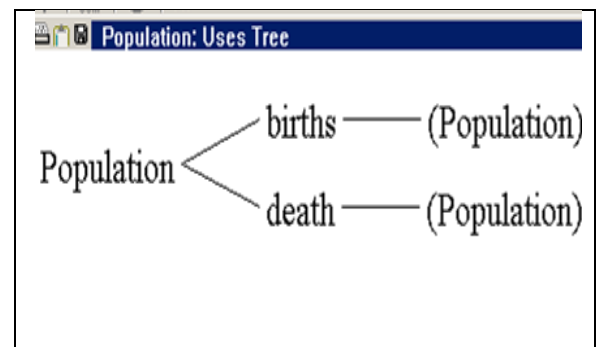 Population: Uses Tree
births (Population)
Population
death (Population)